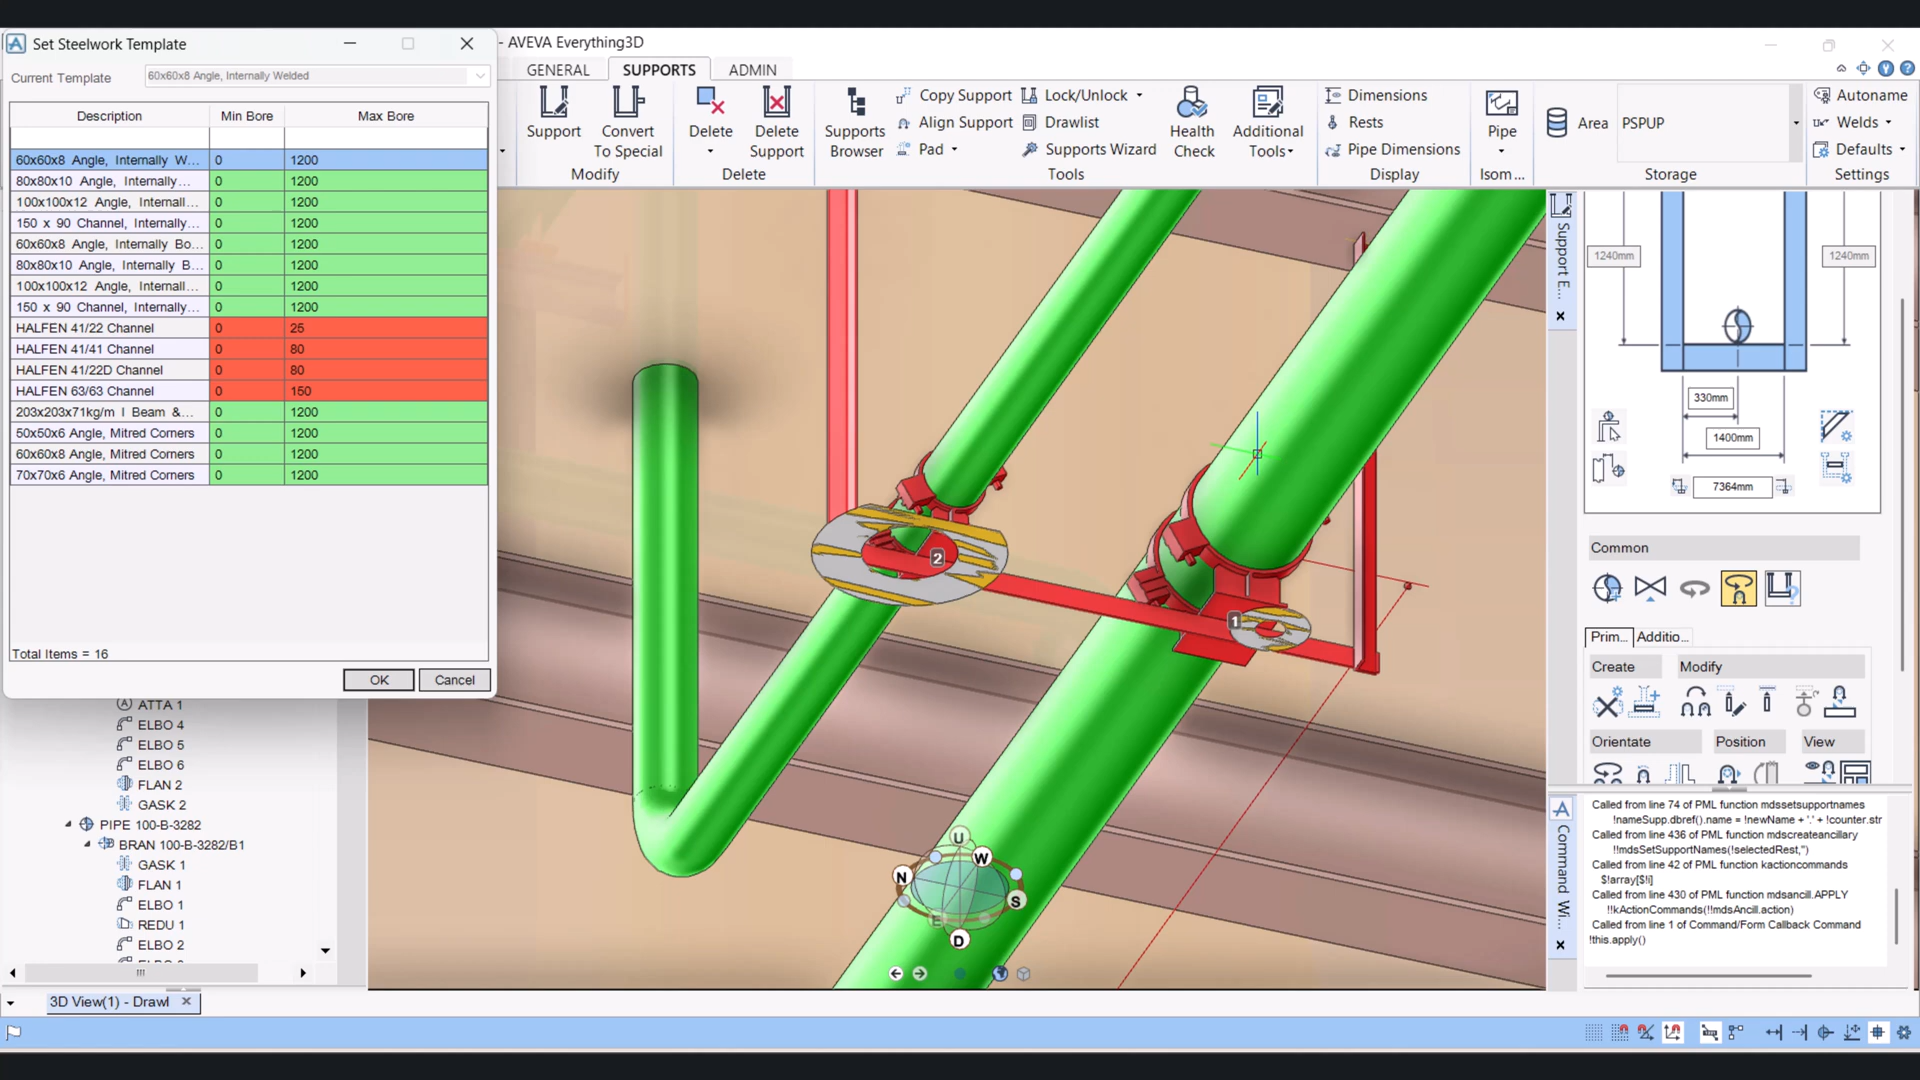 Set Steelwork Template
Current Template
60x60x8 Angle, Internally Welded
Description Min Bore Max Bore
60x60x8 Angle, Internally W... 0 1200
80x80x10 Angle, Internally... 0 1200
100x100x12 Angle, Internall... 0 1200
150 x 90 Channel, Internally... 0 1200
60x60x8 Angle, Internally Bo... 0 1200
80x80x10 Angle, Internally B... 0 1200
100x100x12 Angle, Internall... 0 1200
150 x 90 Channel, Internally... 0 1200
HALFEN 41/22 Channel 0 25
HALFEN 41/41 Channel 0 80
HALFEN 41/22D Channel 0 80
HALFEN 63/63 Channel 0 150
203x203x71kg/m I Beam &... 0 1200
50x50x6 Angle, Mitred Corners 0 1200
60x60x8 Angle, Mitred Corners 0 1200
70x70x6 Angle, Mitred Corners 0 1200
Total Items = 16
OK Cancel
- AVEVA Everything3D
GENERAL SUPPORTS ADMIN
Support
Convert To Special
Modify
Delete
Delete Support
Delete
Supports Browser
Copy Support
Align Support
Pad
Lock/Unlock
Drawlist
Supports Wizard
Health Check
Additional Tools
Tools
Dimensions
Rests
Pipe Dimensions
Display
Pipe
Isom ...
Area PSPUP
Storage
Autoname
Welds
Defaults
Settings
ATTA 1
ELBO 4
ELBO 5
ELBO 6
FLAN 2
GASK 2
PIPE 100-B-3282
BRAN 100-B-3282/B1
GASK 1
FLAN 1
ELBO 1
REDU 1
ELBO 2
3D View(1) - Drawl
2
1
U
W
N
S
E
D
Support E...
1240mm 1240mm
330mm
1400mm
7364mm
Common
Prim... Additio...
Create Modify
Orientate Position View
Command Wi...
Called from line 74 of PML function mdssetsupportnames
!nameSupp.dbref().name = !newName + '.' + !counter.str
Called from line 436 of PML function mdscreateancillary
!!mdsSetSupportNames(!selectedRest,'')
Called from line 42 of PML function kactioncommands
$!array[$!i]
Called from line 430 of PML function mdsancill.APPLY
!!kActionCommands(!!mdsAncill.action)
Called from line 1 of Command/Form Callback Command
!this.apply()